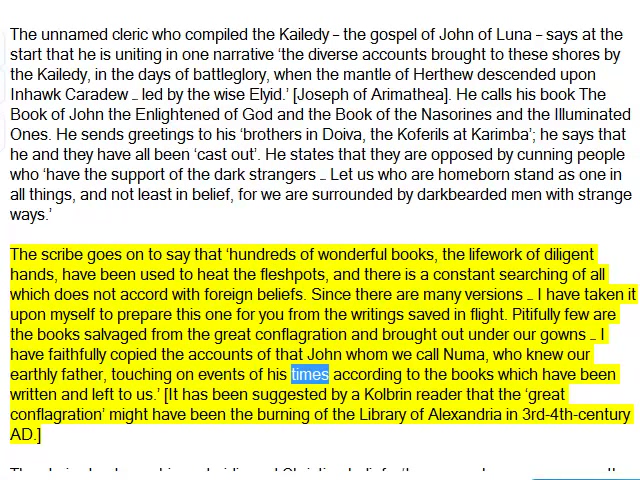 The unnamed cleric who compiled the Kailedy – the gospel of John of Luna – says at the
start that he is uniting in one narrative ‘the diverse accounts brought to these shores by
the Kailedy, in the days of battleglory, when the mantle of Herthew descended upon
Inhawk Caradew ... led by the wise Elyid.’ [Joseph of Arimathea]. He calls his book The
Book of John the Enlightened of God and the Book of the Nasorines and the Illuminated
Ones. He sends greetings to his ‘brothers in Doiva, the Koferils at Karimba’; he says that
he and they have all been ‘cast out’. He states that they are opposed by cunning people
who ‘have the support of the dark strangers ... Let us who are homeborn stand as one in
all things, and not least in belief, for we are surrounded by darkbearded men with strange
ways.’
The scribe goes on to say that ‘hundreds of wonderful books, the lifework of diligent
hands, have been used to heat the fleshpots, and there is a constant searching of all
which does not accord with foreign beliefs. Since there are many versions ... I have taken it
upon myself to prepare this one for you from the writings saved in flight. Pitifully few are
the books salvaged from the great conflagration and brought out under our gowns ... I
have faithfully copied the accounts of that John whom we call Numa, who knew our
earthly father, touching on events of his times according to the books which have been
written and left to us.’ [It has been suggested by a Kolbrin reader that the ‘great
conflagration’ might have been the burning of the Library of Alexandria in 3rd-4th-century
AD.]